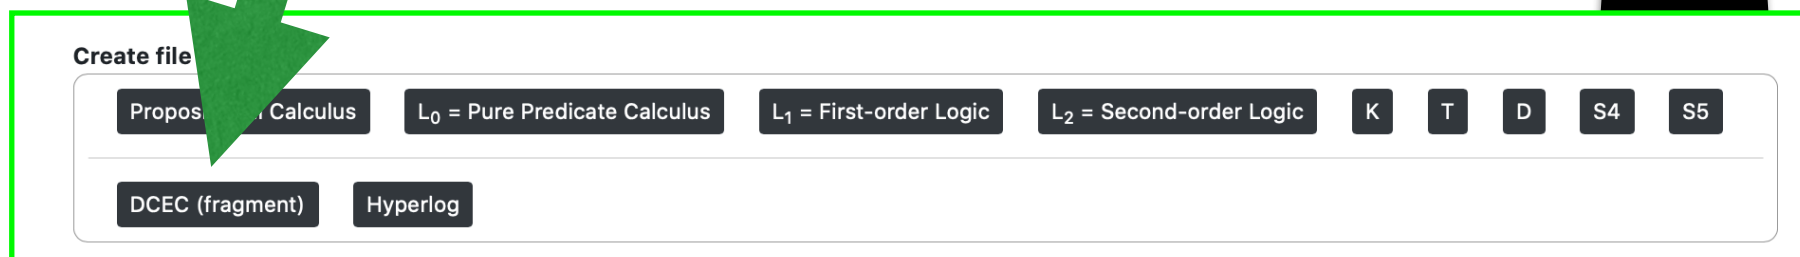 Create file
Propos Calculus L₀ = Pure Predicate Calculus L₁ = First-order Logic L₂ = Second-order Logic K T D S4 S5
DCEC (fragment) Hyperlog